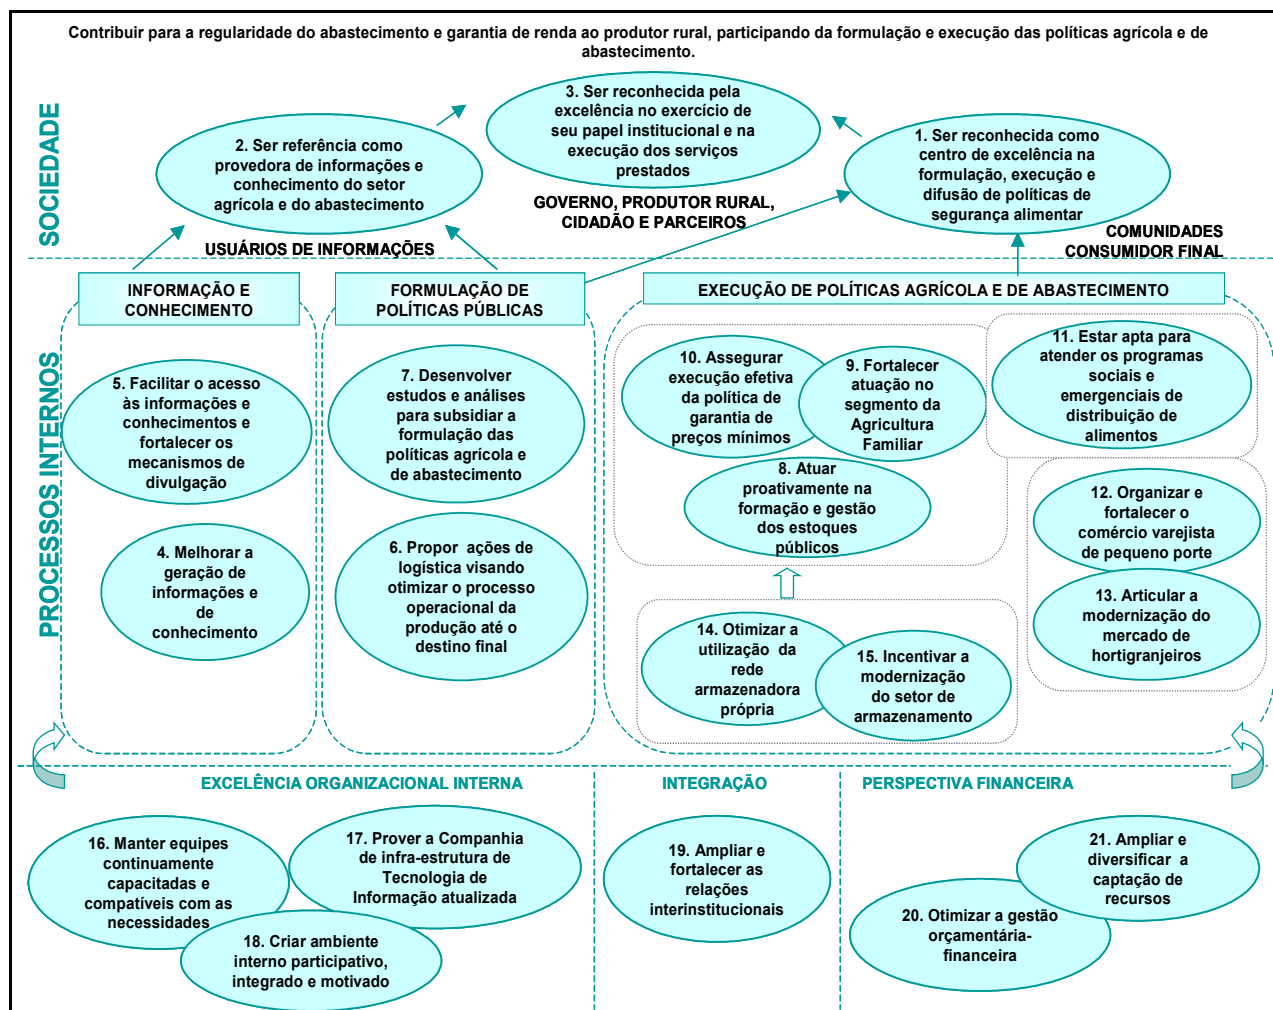 Contribuir para a regularidade do abastecimento e garantia de renda ao produtor rural, participando da formulação e execução das políticas agrícola e de
abastecimento.
SOCIEDADE
3. Ser reconhecida pela
excelência no exercício de
seu papel institucional e na
execução dos serviços
prestados
2. Ser referência como
provedora de informações e
conhecimento do setor
agrícola e do abastecimento
1. Ser reconhecida como
centro de excelência na
formulação, execução e
difusão de políticas de
segurança alimentar
GOVERNO, PRODUTOR RURAL,
CIDADÃO E PARCEIROS
USUÁRIOS DE INFORMAÇÕES
COMUNIDADES
CONSUMIDOR FINAL
PROCESSOS INTERNOS
INFORMAÇÃO E
CONHECIMENTO
FORMULAÇÃO DE
POLÍTICAS PÚBLICAS
EXECUÇÃO DE POLÍTICAS AGRÍCOLA E DE ABASTECIMENTO
5. Facilitar o acesso
às informações e
conhecimentos e
fortalecer os
mecanismos de
divulgação
4. Melhorar a
geração de
informações e
de
conhecimento
7. Desenvolver
estudos e análises
para subsidiar a
formulação das
políticas agrícola e
de abastecimento
6. Propor ações de
logística visando
otimizar o processo
operacional da
produção até o
destino final
10. Assegurar
execução efetiva
da política de
garantia de
preços mínimos
9. Fortalecer
atuação no
segmento da
Agricultura
Familiar
8. Atuar
proativamente na
formação e gestão
dos estoques
públicos
11. Estar apta para
atender os programas
sociais e
emergenciais de
distribuição de
alimentos
12. Organizar e
fortalecer o
comércio varejista
de pequeno porte
13. Articular a
modernização do
mercado de
hortigranjeiros
14. Otimizar a
utilização da
rede
armazenadora
própria
15. Incentivar a
modernização
do setor de
armazenamento
EXCELÊNCIA ORGANIZACIONAL INTERNA
INTEGRAÇÃO
PERSPECTIVA FINANCEIRA
16. Manter equipes
continuamente
capacitadas e
compatíveis com as
necessidades
17. Prover a Companhia
de infra-estrutura de
Tecnologia de
Informação atualizada
18. Criar ambiente
interno participativo,
integrado e motivado
19. Ampliar e
fortalecer as
relações
interinstitucionais
21. Ampliar e
diversificar a
captação de
recursos
20. Otimizar a gestão
orçamentária-
financeira